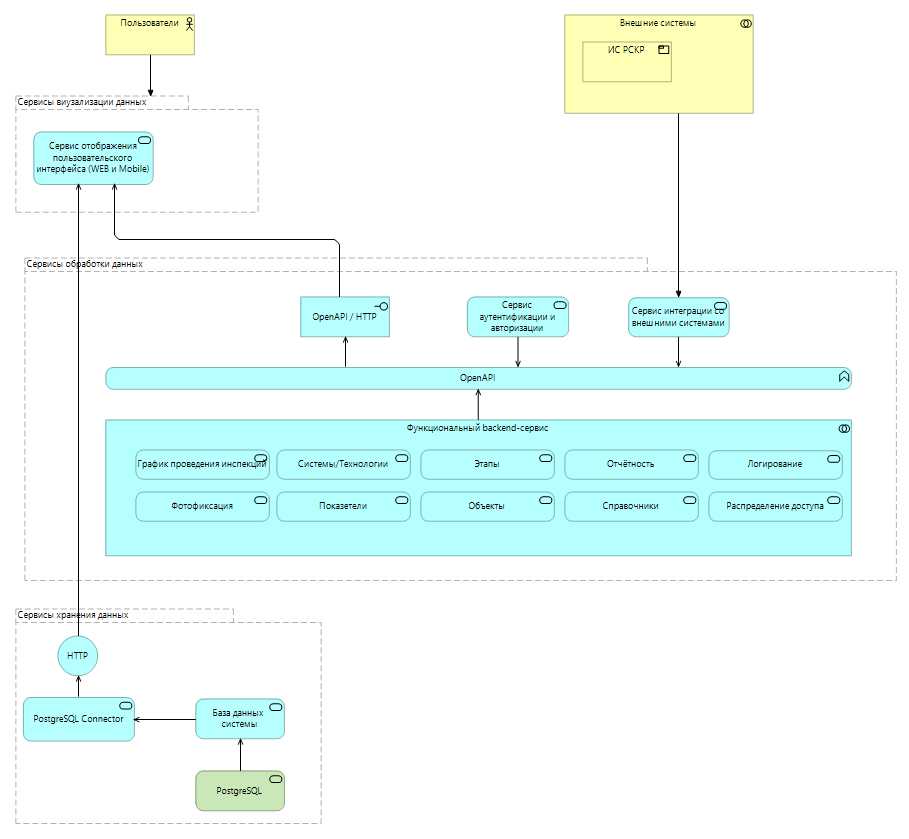 Пользователи
Внешние системы
ИС РСКР
Сервисы виузализации данных
Сервис отображения
пользовательского
интерфейса (WEB и Mobile)
Сервисы обработки данных
OpenAPI / HTTP
Сервис
аутентификации и
авторизации
Сервис интеграции со
внешними системами
OpenAPI
Функциональный backend-сервис
График проведения инспекций
Системы/Технологии
Этапы
Отчётность
Логирование
Фотофиксация
Показетели
Объекты
Справочники
Распределение доступа
Сервисы хранения данных
HTTP
PostgreSQL Connector
База данных
системы
PostgreSQL